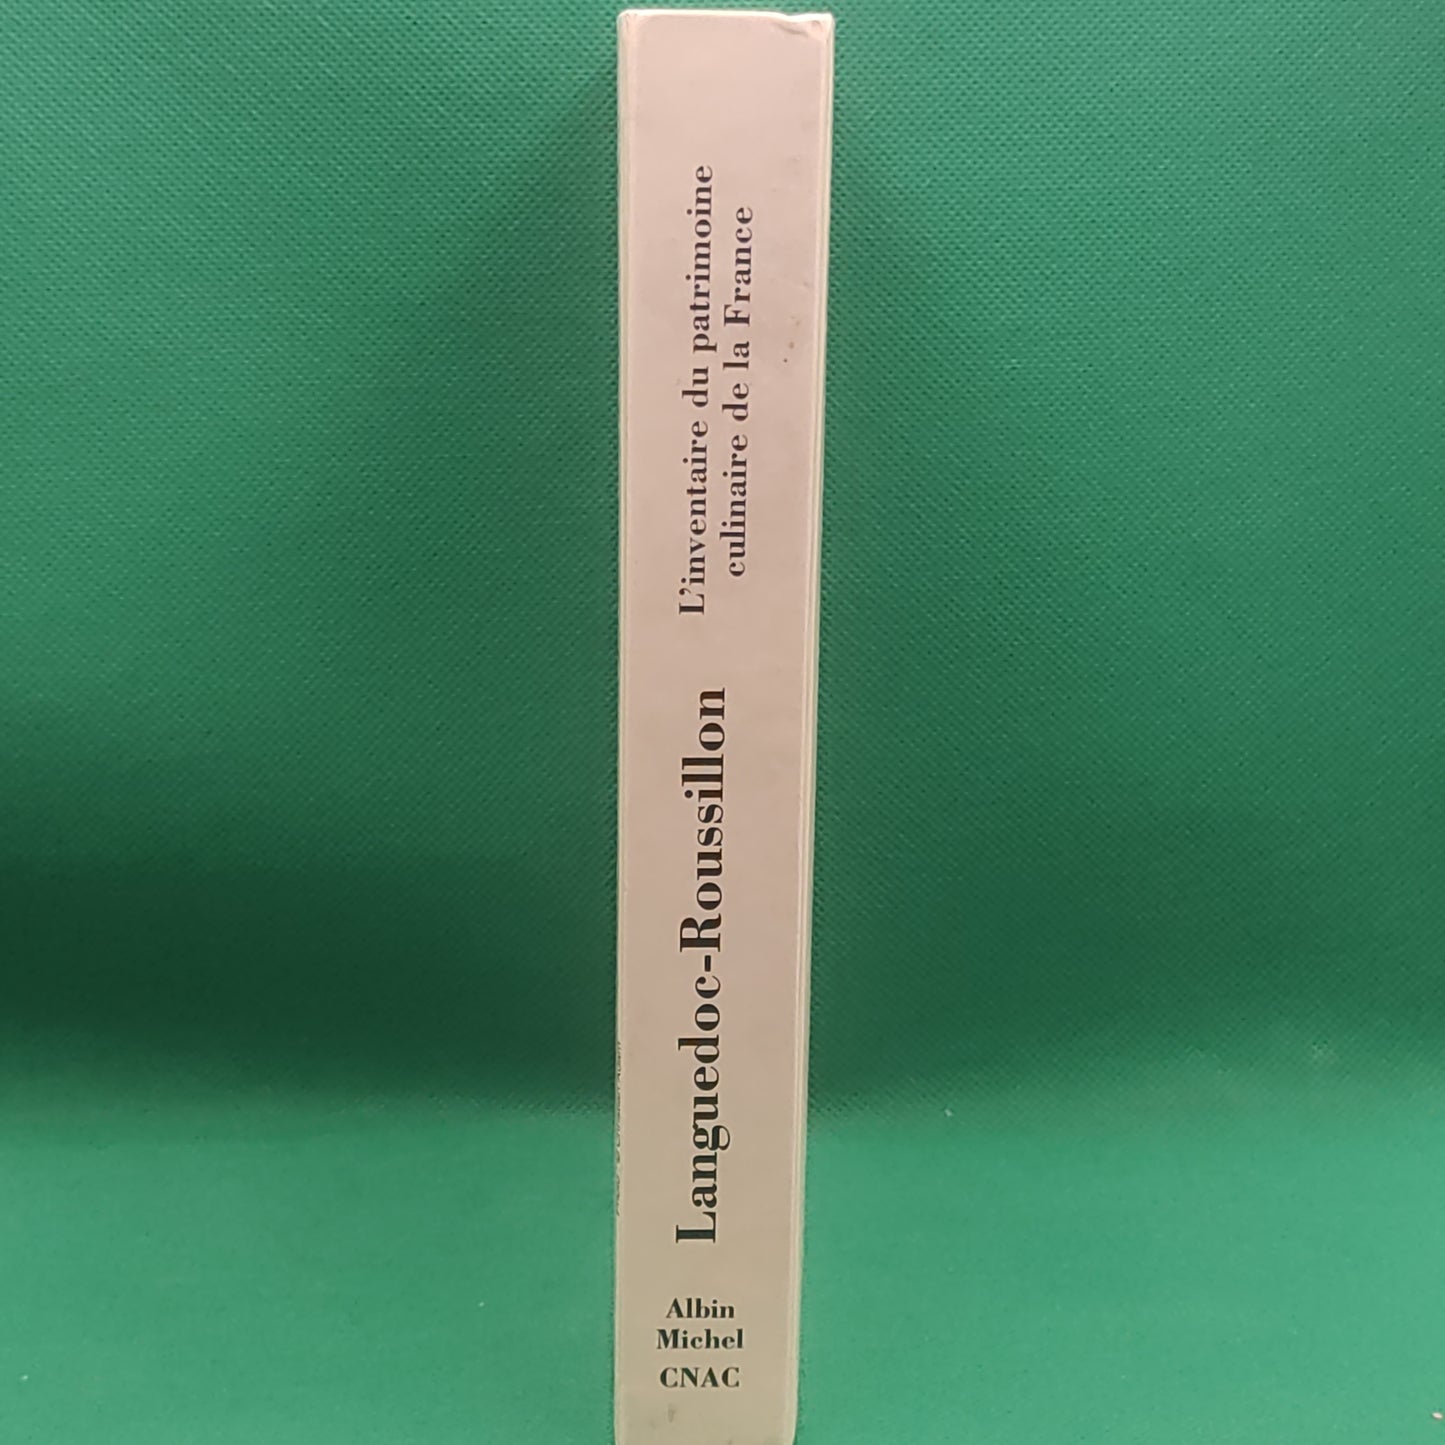 L'inventaire du patrimoine
culinaire de la France
Languedoc-Roussillon
Albin
Michel
CNAC